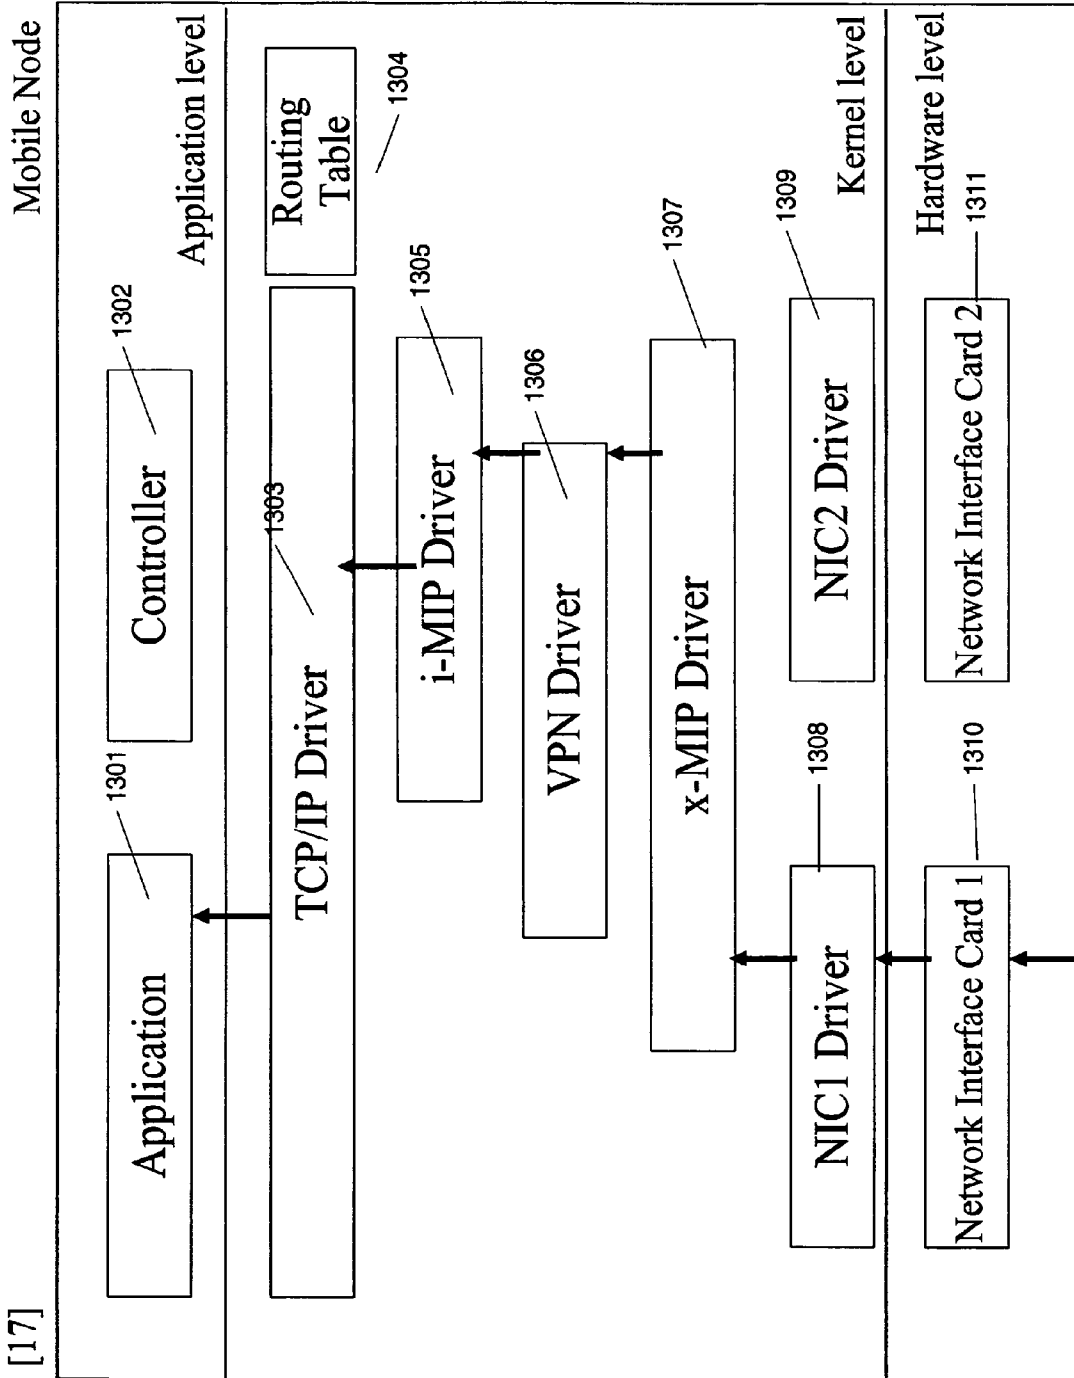 [17]
Mobile Node
Application level
1301
1302
Application
Controller
1303
TCP/IP Driver
Routing
Table
1304
1305
i-MIP Driver
1306
VPN Driver
1307
x-MIP Driver
1308
1309
NIC1 Driver
NIC2 Driver
Kernel level
Hardware level
1310
1311
Network Interface Card 1
Network Interface Card 2